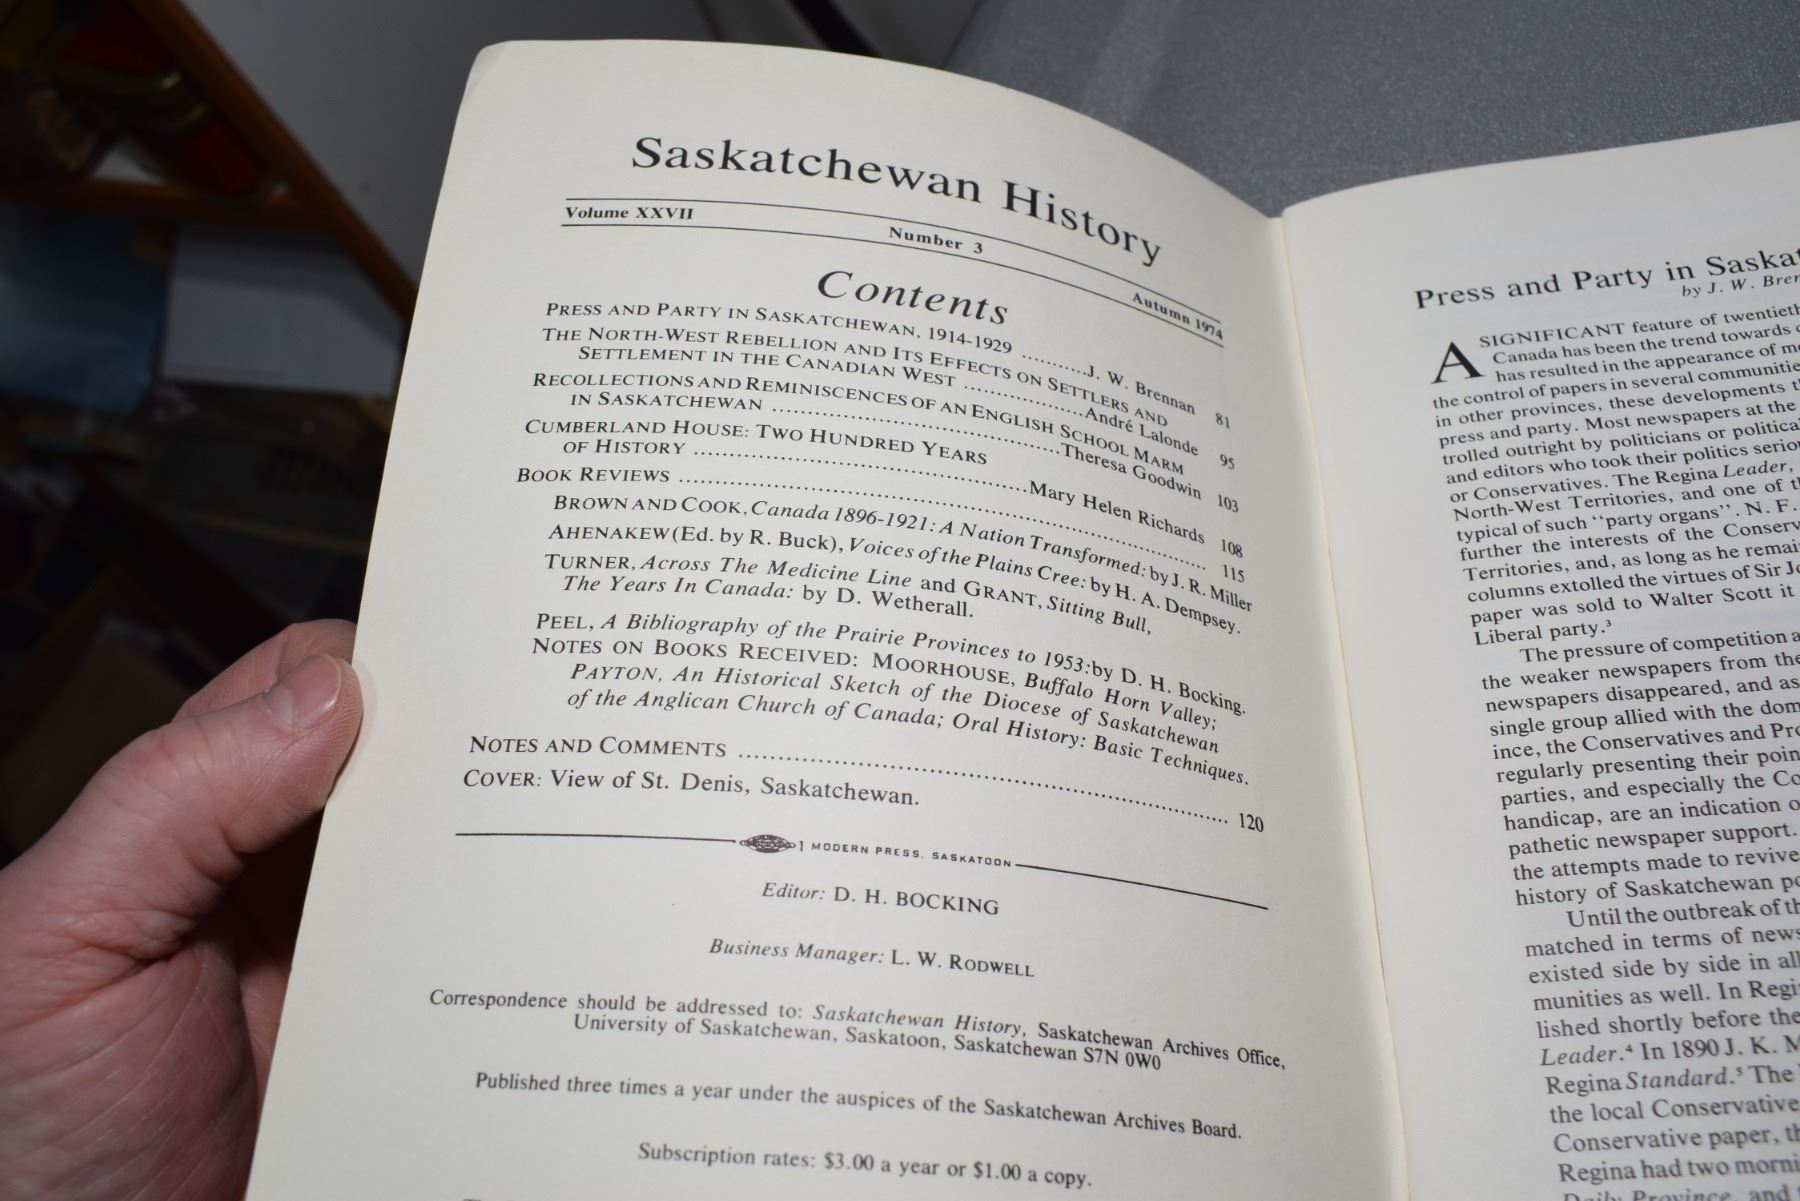 Saskatchewan History
Volume XXVII Number 3 Autumn 1974
Contents
PRESS AND PARTY IN SASKATCHEWAN, 1914-1929 ..........J. W. Brennan 81
THE NORTH-WEST REBELLION AND ITS EFFECTS ON SETTLERS AND
SETTLEMENT IN THE CANADIAN WEST ..................André Lalonde 95
RECOLLECTIONS AND REMINISCENCES OF AN ENGLISH SCHOOL MARM
IN SASKATCHEWAN ..........................................Theresa Goodwin 103
CUMBERLAND HOUSE: TWO HUNDRED YEARS
OF HISTORY ................................................Mary Helen Richards 108
BOOK REVIEWS .............................................................................. 115
BROWN AND COOK, Canada 1896-1921: A Nation Transformed: by J. R. Miller
AHENAKEW (Ed. by R. Buck), Voices of the Plains Cree: by H. A. Dempsey.
TURNER, Across The Medicine Line and GRANT, Sitting Bull,
The Years In Canada: by D. Wetherall.
PEEL, A Bibliography of the Prairie Provinces to 1953:by D. H. Bocking.
NOTES ON BOOKS RECEIVED: MOORHOUSE, Buffalo Horn Valley;
PAYTON, An Historical Sketch of the Diocese of Saskatchewan
of the Anglican Church of Canada; Oral History: Basic Techniques.
NOTES AND COMMENTS ..................................................................... 120
COVER: View of St. Denis, Saskatchewan.
1 MODERN PRESS, SASKATOON
Editor: D. H. BOCKING
Business Manager: L. W. RODWELL
Correspondence should be addressed to: Saskatchewan History, Saskatchewan Archives Office,
University of Saskatchewan, Saskatoon, Saskatchewan S7N 0W0
Published three times a year under the auspices of the Saskatchewan Archives Board.
Subscription rates: $3.00 a year or $1.00 a copy.
Press and Party in
by J. W.
A SIGNIFICANT feature of
Canada has been the trend towards
has resulted in the appearance of
the control of papers in several
in other provinces, these developments
press and party. Most newspapers at the
trolled outright by politicians or
and editors who took their politics
or Conservatives. The Regina Leader,
North-West Territories, and one of
typical of such "party organs". N. F.
further the interests of the
Territories, and, as long as he
columns extolled the virtues of Sir
paper was sold to Walter Scott it
Liberal party.³
The pressure of competition
the weaker newspapers from the
newspapers disappeared, and as
single group allied with the
ince, the Conservatives and
regularly presenting their
parties, and especially the
handicap, are an indication
pathetic newspaper support.
the attempts made to revive
history of Saskatchewan
Until the outbreak of
matched in terms of
existed side by side in
munities as well. In
lished shortly before the
Leader.⁴ In 1890 J. K.
Regina Standard.⁵ The
the local Conservative
Conservative paper,
Regina had two
Daily Province, and